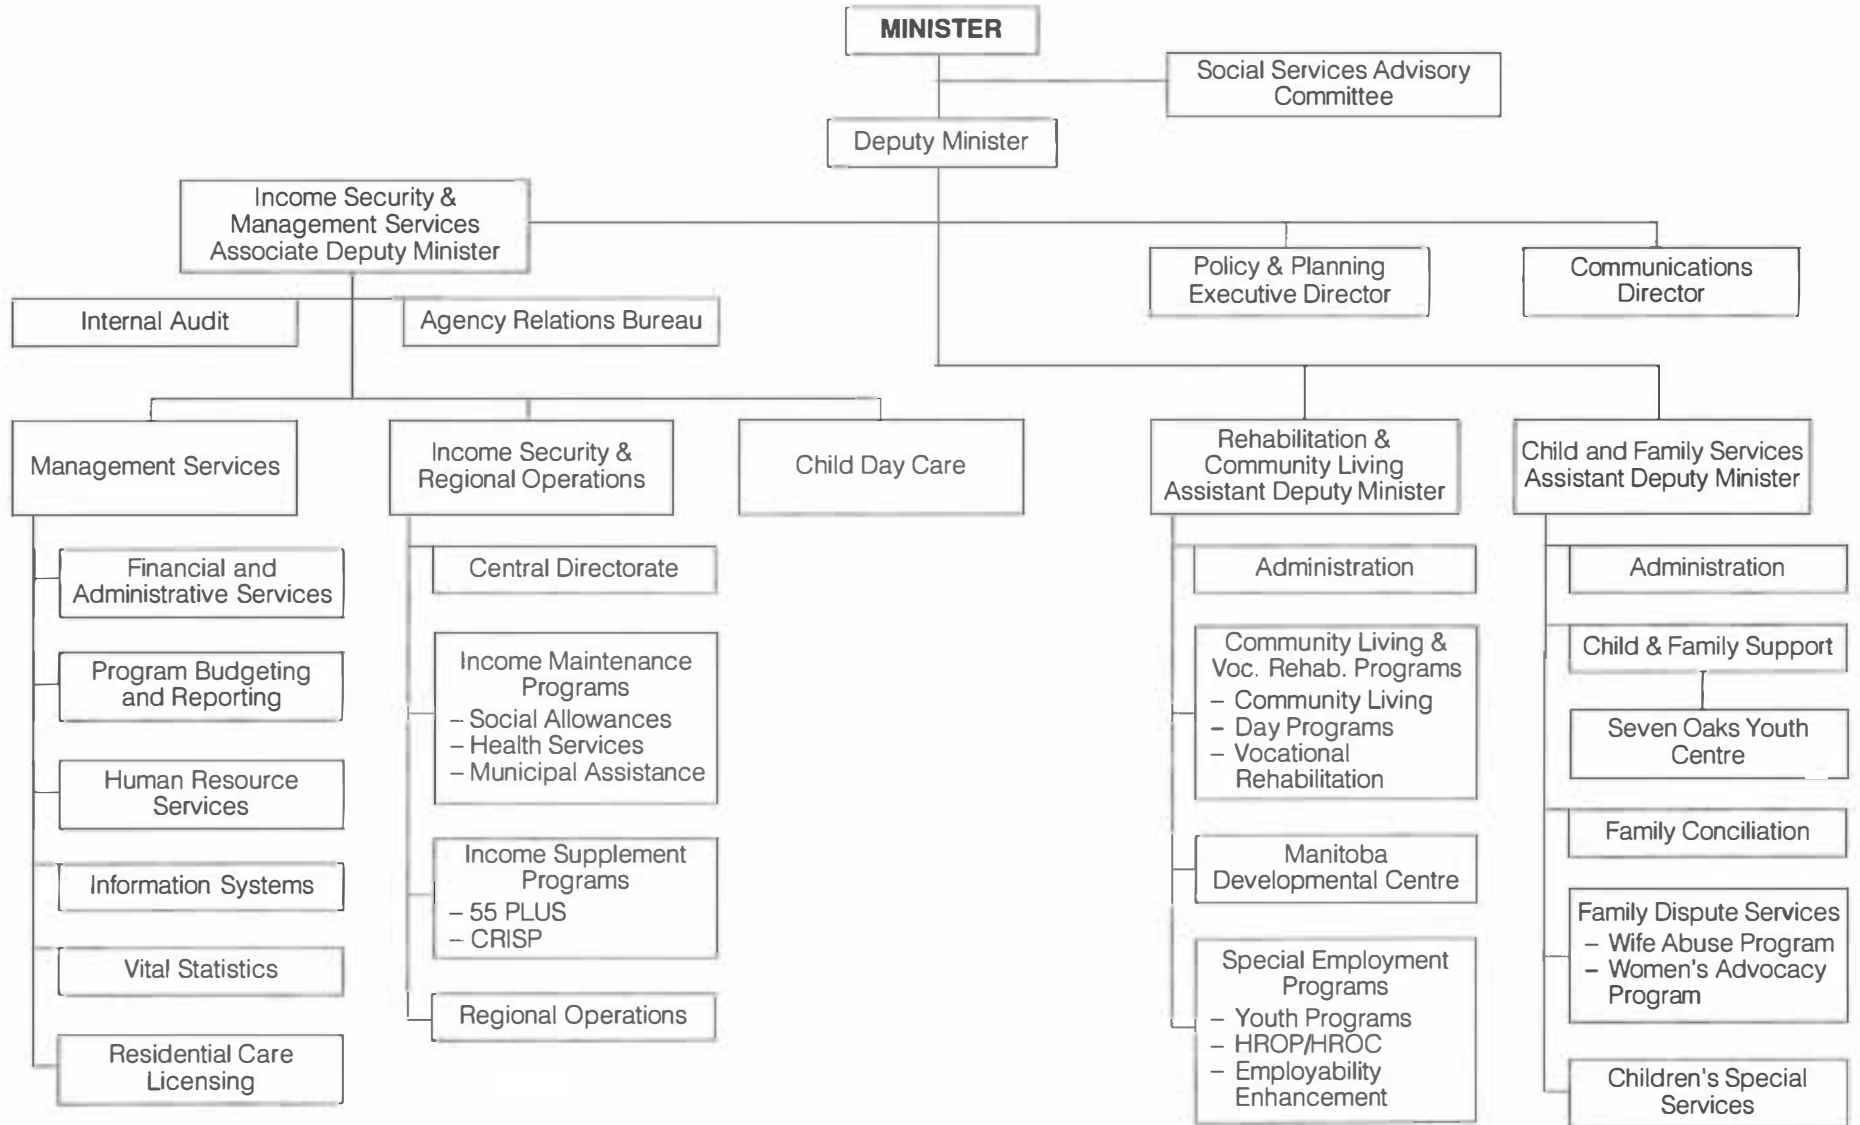 MINISTER
Social Services Advisory
Committee
Deputy Minister
Income Security &
Management Services
Associate Deputy Minister
Policy & Planning
Executive Director
Communications
Director
Internal Audit
Agency Relations Bureau
Management Services
Income Security &
Regional Operations
Child Day Care
Rehabilitation &
Community Living
Assistant Deputy Minister
Child and Family Services
Assistant Deputy Minister
Financial and
Administrative Services
Program Budgeting
and Reporting
Human Resource
Services
Information Systems
Vital Statistics
Residential Care
Licensing
Central Directorate
Income Maintenance
Programs
– Social Allowances
– Health Services
– Municipal Assistance
Income Supplement
Programs
– 55 PLUS
– CRISP
Regional Operations
Administration
Community Living &
Voc. Rehab. Programs
– Community Living
– Day Programs
– Vocational
Rehabilitation
Manitoba
Developmental Centre
Special Employment
Programs
– Youth Programs
– HROP/HROC
– Employability
Enhancement
Administration
Child & Family Support
Seven Oaks Youth
Centre
Family Conciliation
Family Dispute Services
– Wife Abuse Program
– Women's Advocacy
Program
Children's Special
Services